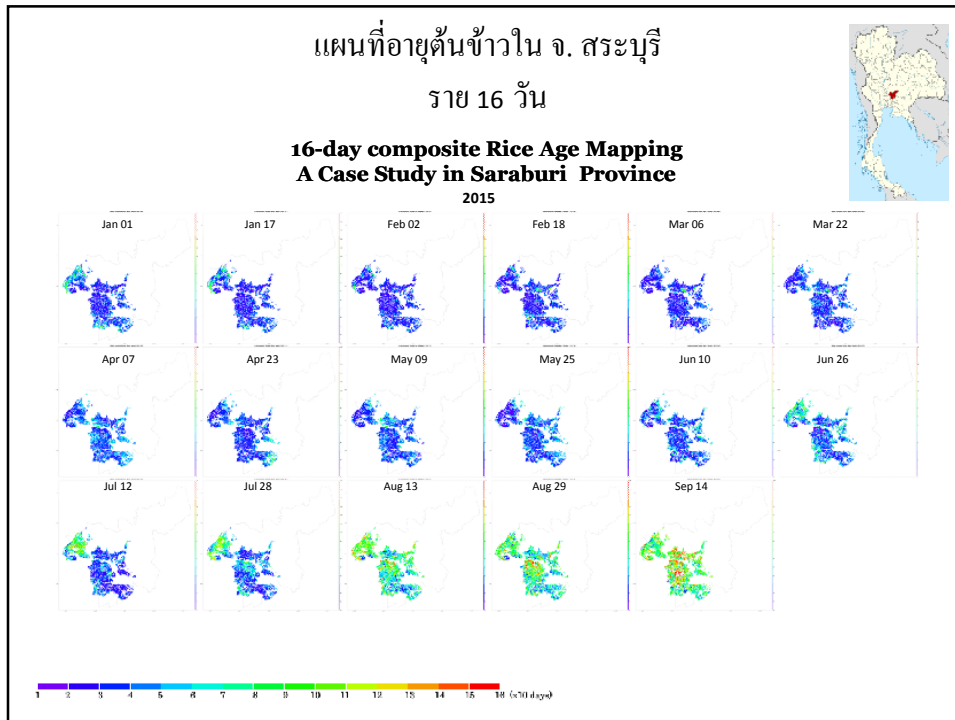 แผนที่อายุต้นข้าวใน จ. สระบุรี
ราย 16 วัน
16-day composite Rice Age Mapping
A Case Study in Saraburi Province
2015
Jan 01 Jan 17 Feb 02 Feb 18 Mar 06 Mar 22
Apr 07 Apr 23 May 09 May 25 Jun 10 Jun 26
Jul 12 Jul 28 Aug 13 Aug 29 Sep 14
1 2 3 4 5 6 7 8 9 10 11 12 13 14 15 16 (x10 days)